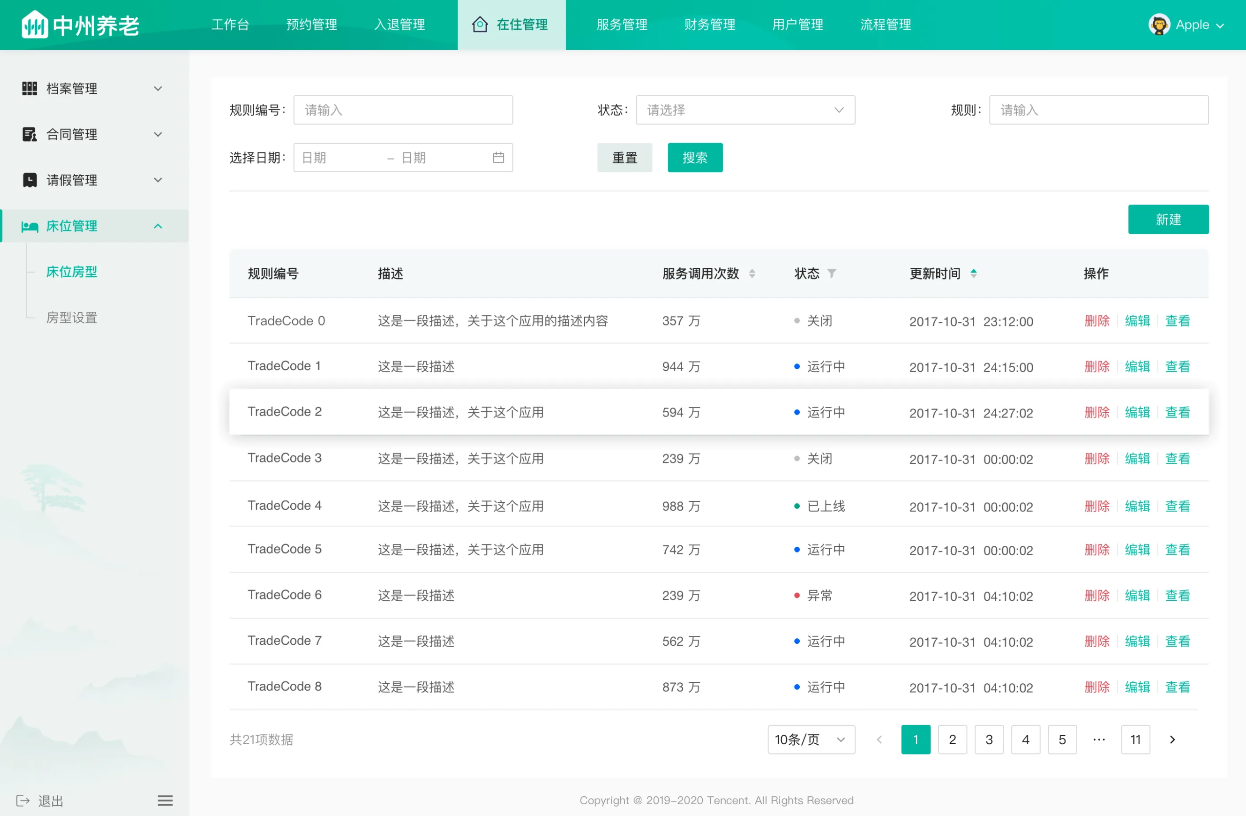 中州养老 工作台 预约管理 入退管理 在住管理 服务管理 财务管理 用户管理 流程管理 Apple
档案管理
合同管理
请假管理
床位管理
床位房型
房型设置
退出
规则编号: 请输入 状态: 请选择 规则: 请输入
选择日期: 日期 – 日期 重置 搜索
新建
规则编号 描述 服务调用次数 状态 更新时间 操作
TradeCode 0 这是一段描述，关于这个应用的描述内容 357 万 关闭 2017-10-31 23:12:00 删除 编辑 查看
TradeCode 1 这是一段描述 944 万 运行中 2017-10-31 24:15:00 删除 编辑 查看
TradeCode 2 这是一段描述，关于这个应用 594 万 运行中 2017-10-31 24:27:02 删除 编辑 查看
TradeCode 3 这是一段描述，关于这个应用 239 万 关闭 2017-10-31 00:00:02 删除 编辑 查看
TradeCode 4 这是一段描述，关于这个应用 988 万 已上线 2017-10-31 00:00:02 删除 编辑 查看
TradeCode 5 这是一段描述，关于这个应用 742 万 运行中 2017-10-31 00:00:02 删除 编辑 查看
TradeCode 6 这是一段描述 239 万 异常 2017-10-31 04:10:02 删除 编辑 查看
TradeCode 7 这是一段描述 562 万 运行中 2017-10-31 04:10:02 删除 编辑 查看
TradeCode 8 这是一段描述 873 万 运行中 2017-10-31 04:10:02 删除 编辑 查看
共21项数据 10条/页 1 2 3 4 5 ··· 11
Copyright @ 2019-2020 Tencent. All Rights Reserved